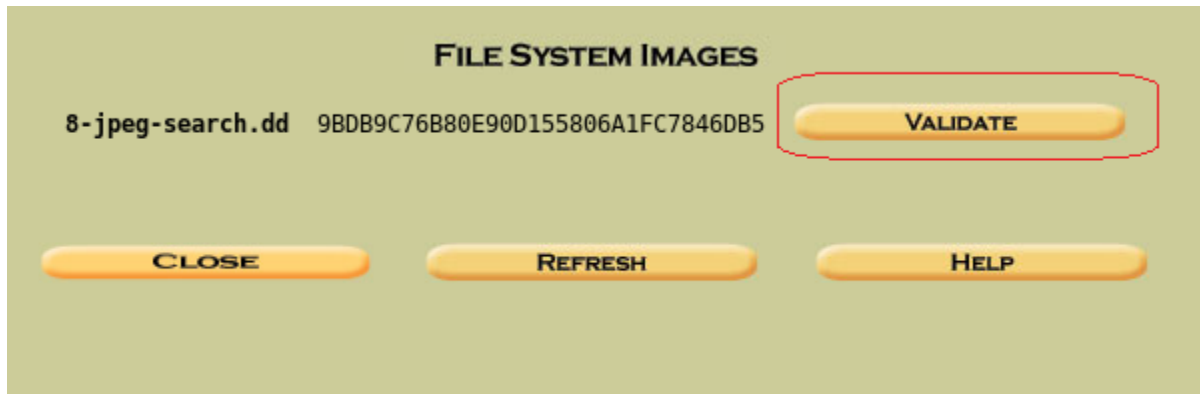 FILE SYSTEM IMAGES
8-jpeg-search.dd 9BDB9C76B80E90D155806A1FC7846DB5 VALIDATE
CLOSE REFRESH HELP